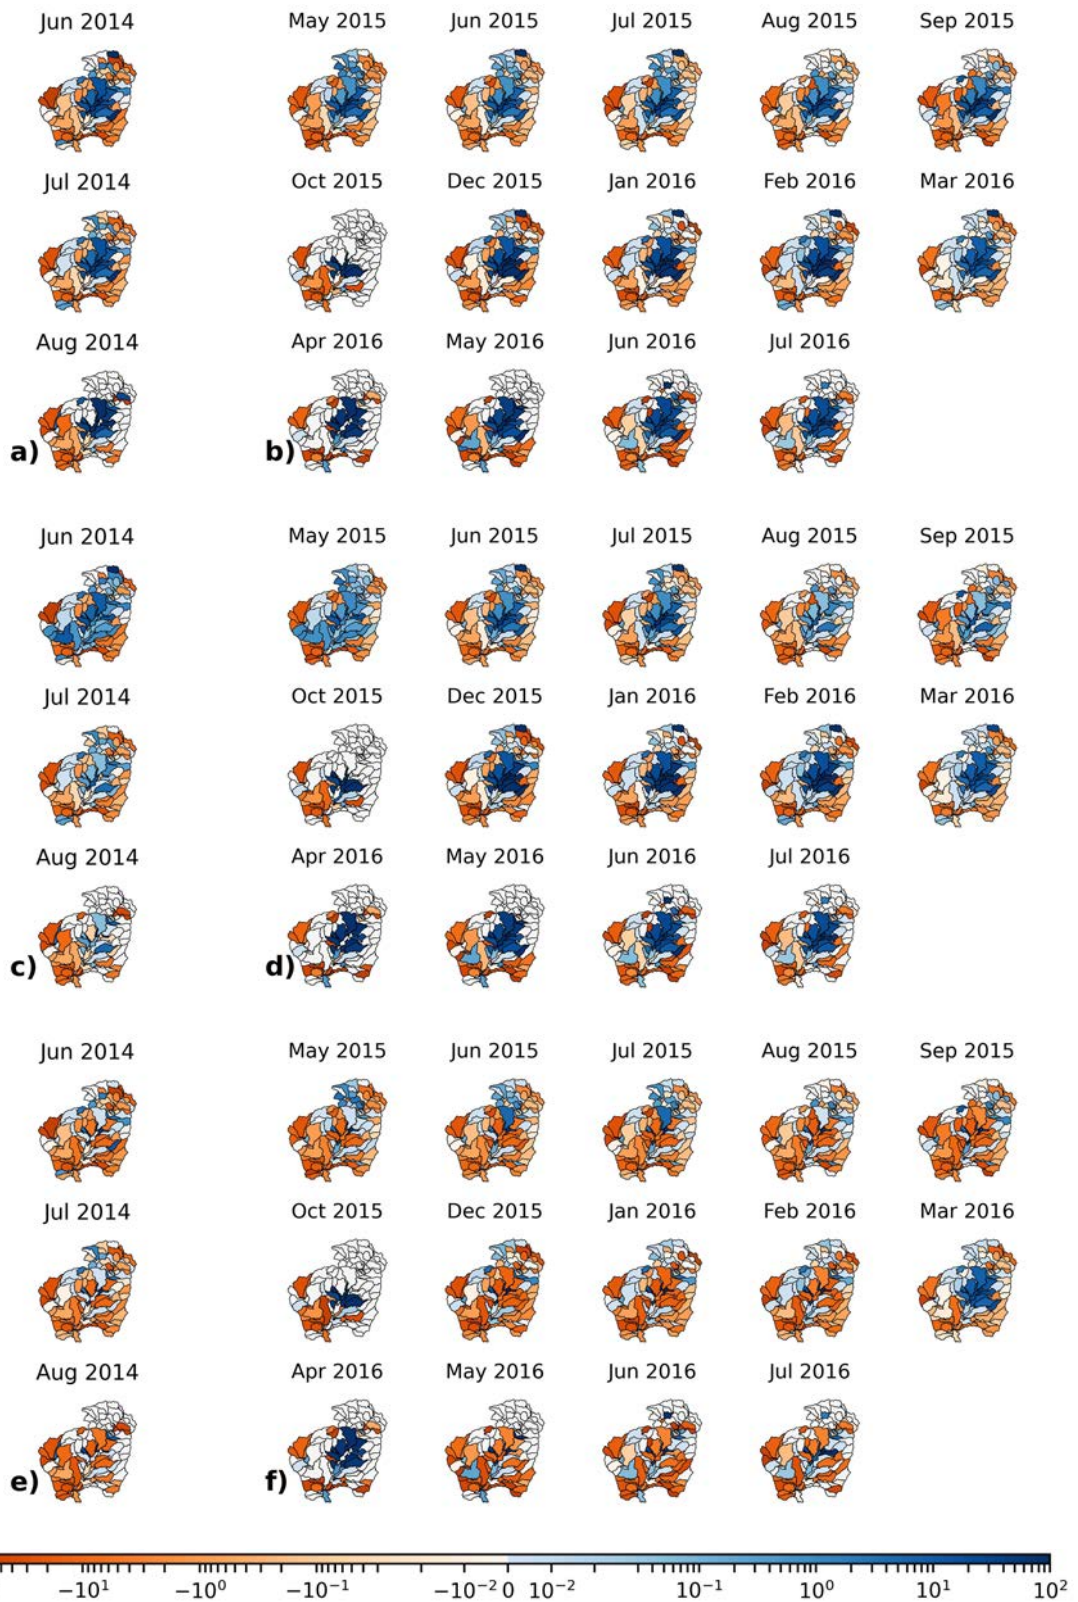 Jun 2014 May 2015 Jun 2015 Jul 2015 Aug 2015 Sep 2015
Jul 2014 Oct 2015 Dec 2015 Jan 2016 Feb 2016 Mar 2016
Aug 2014 Apr 2016 May 2016 Jun 2016 Jul 2016
a) b)
Jun 2014 May 2015 Jun 2015 Jul 2015 Aug 2015 Sep 2015
Jul 2014 Oct 2015 Dec 2015 Jan 2016 Feb 2016 Mar 2016
Aug 2014 Apr 2016 May 2016 Jun 2016 Jul 2016
c) d)
Jun 2014 May 2015 Jun 2015 Jul 2015 Aug 2015 Sep 2015
Jul 2014 Oct 2015 Dec 2015 Jan 2016 Feb 2016 Mar 2016
Aug 2014 Apr 2016 May 2016 Jun 2016 Jul 2016
e) f)
−10¹ −10⁰ −10⁻¹ −10⁻² 0 10⁻² 10⁻¹ 10⁰ 10¹ 10²